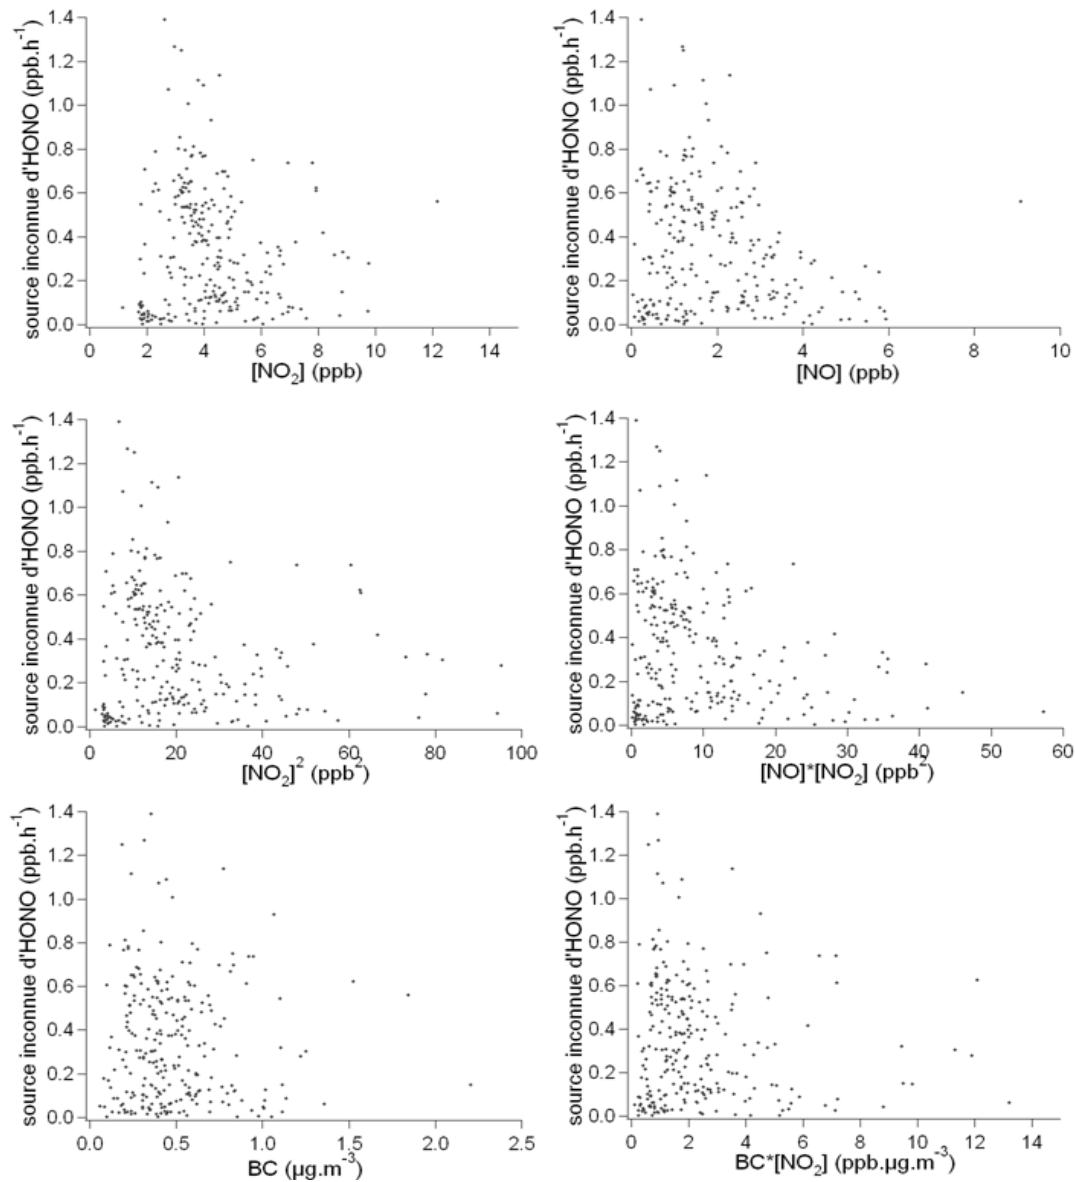 source inconnue d'HONO (ppb.h⁻¹)
1.4
1.2
1.0
0.8
0.6
0.4
0.2
0.0
0 2 4 6 8 10 12 14
[NO₂] (ppb)
source inconnue d'HONO (ppb.h⁻¹)
1.4
1.2
1.0
0.8
0.6
0.4
0.2
0.0
0 2 4 6 8 10
[NO] (ppb)
source inconnue d'HONO (ppb.h⁻¹)
1.4
1.2
1.0
0.8
0.6
0.4
0.2
0.0
0 20 40 60 80 100
[NO₂]² (ppb²)
source inconnue d'HONO (ppb.h⁻¹)
1.4
1.2
1.0
0.8
0.6
0.4
0.2
0.0
0 10 20 30 40 50 60
[NO]*[NO₂] (ppb²)
source inconnue d'HONO (ppb.h⁻¹)
1.4
1.2
1.0
0.8
0.6
0.4
0.2
0.0
0.0 0.5 1.0 1.5 2.0 2.5
BC (µg.m⁻³)
source inconnue d'HONO (ppb.h⁻¹)
1.4
1.2
1.0
0.8
0.6
0.4
0.2
0.0
0 2 4 6 8 10 12 14
BC*[NO₂] (ppb.µg.m⁻³)